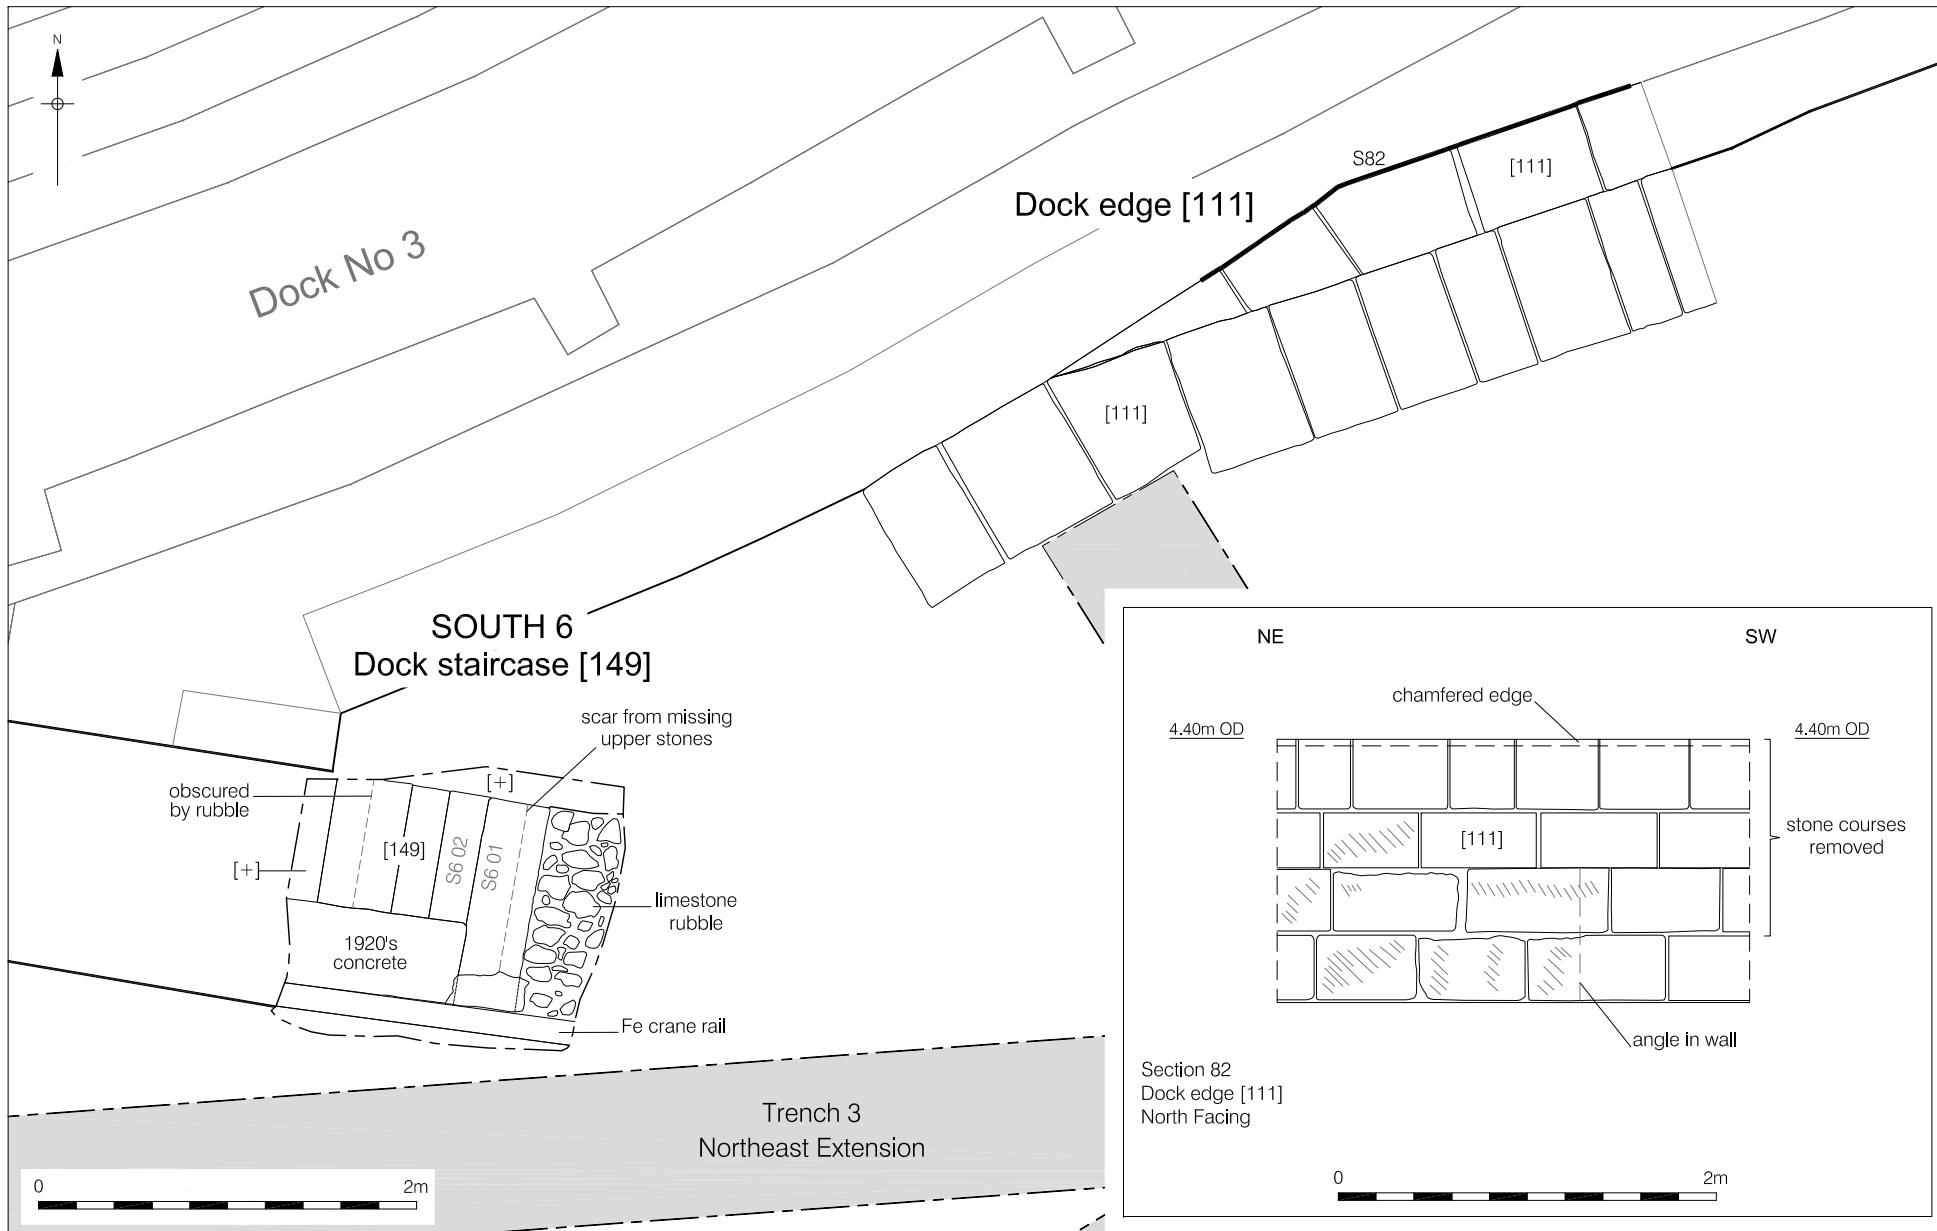 N
Dock No 3
Dock edge [111]
S82
[111]
[111]
SOUTH 6
Dock staircase [149]
scar from missing
upper stones
obscured
by rubble
[+]
[+]
[149]
S6 02
S6 01
limestone
rubble
1920's
concrete
Fe crane rail
Trench 3
Northeast Extension
0
2m
NE
SW
chamfered edge
4.40m OD
4.40m OD
[111]
stone courses
removed
angle in wall
Section 82
Dock edge [111]
North Facing
0
2m